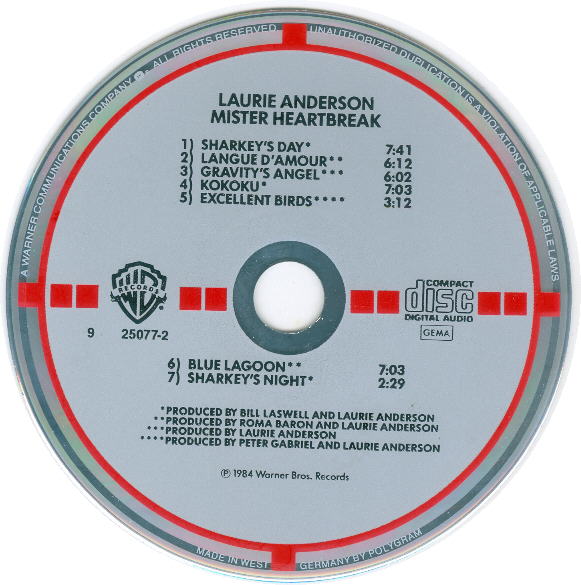 A WARNER COMMUNICATIONS COMPANY ℗. ALL RIGHTS RESERVED
UNAUTHORIZED DUPLICATION IS A VIOLATION OF APPLICABLE LAWS
LAURIE ANDERSON
MISTER HEARTBREAK
1) SHARKEY'S DAY* 7:41
2) LANGUE D'AMOUR** 6:12
3) GRAVITY'S ANGEL*** 6:02
4) KOKOKU* 7:03
5) EXCELLENT BIRDS**** 3:12
WB
RECORDS
COMPACT
disc
DIGITAL AUDIO
GEMA
9 25077-2
6) BLUE LAGOON** 7:03
7) SHARKEY'S NIGHT* 2:29
*PRODUCED BY BILL LASWELL AND LAURIE ANDERSON
**PRODUCED BY ROMA BARON AND LAURIE ANDERSON
***PRODUCED BY LAURIE ANDERSON
****PRODUCED BY PETER GABRIEL AND LAURIE ANDERSON
℗ 1984 Warner Bros. Records
MADE IN WEST GERMANY BY POLYGRAM